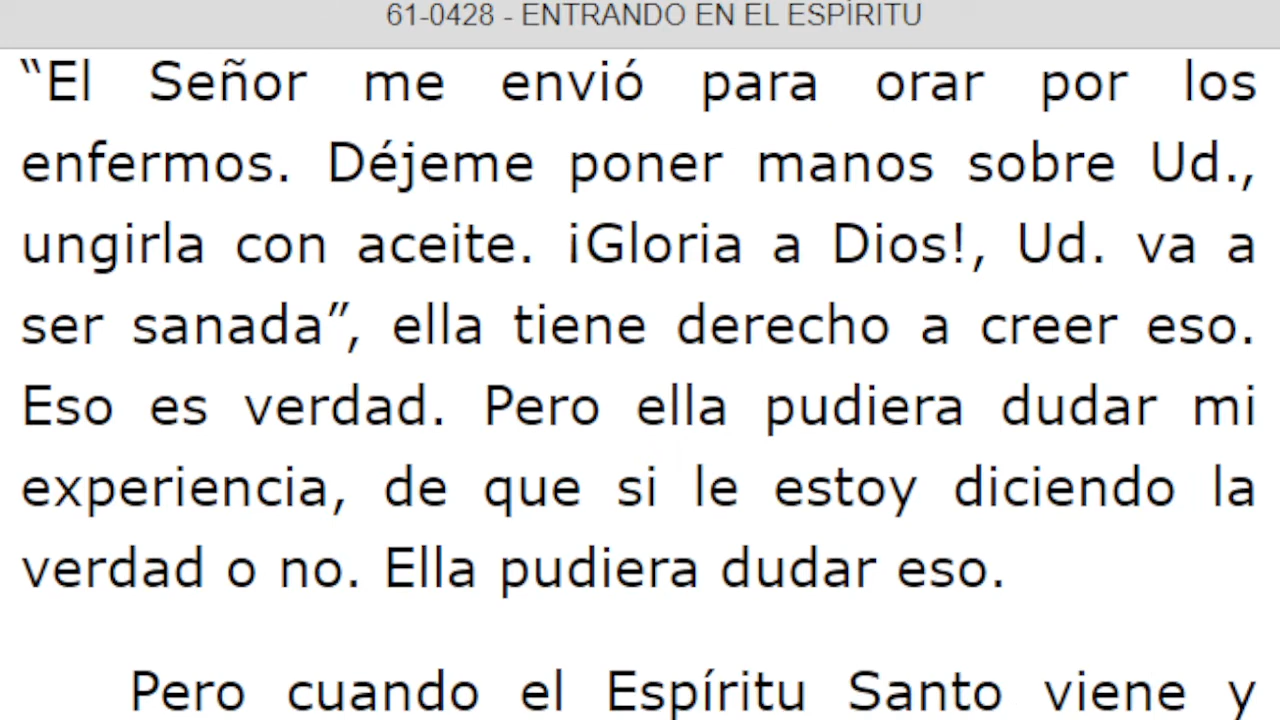 61-0428 - ENTRANDO EN EL ESPÍRITU
“El Señor me envió para orar por los
enfermos. Déjeme poner manos sobre Ud.,
ungirla con aceite. ¡Gloria a Dios!, Ud. va a
ser sanada”, ella tiene derecho a creer eso.
Eso es verdad. Pero ella pudiera dudar mi
experiencia, de que si le estoy diciendo la
verdad o no. Ella pudiera dudar eso.
Pero cuando el Espíritu Santo viene y